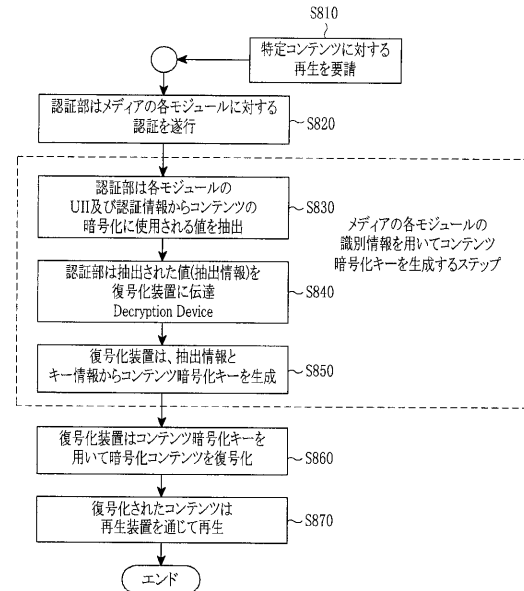 S810
特定コンテンツに対する
再生を要請
認証部はメディアの各モジュールに対する
認証を遂行
S820
認証部は各モジュールの
UII及び認証情報からコンテンツの
暗号化に使用される値を抽出
S830
メディアの各モジュールの
識別情報を用いてコンテンツ
暗号化キーを生成するステップ
認証部は抽出された値(抽出情報)を
復号化装置に伝達
Decryption Device
S840
復号化装置は、抽出情報と
キー情報からコンテンツ暗号化キーを生成
S850
復号化装置はコンテンツ暗号化キーを
用いて暗号化コンテンツを復号化
S860
復号化されたコンテンツは
再生装置を通じて再生
S870
エンド